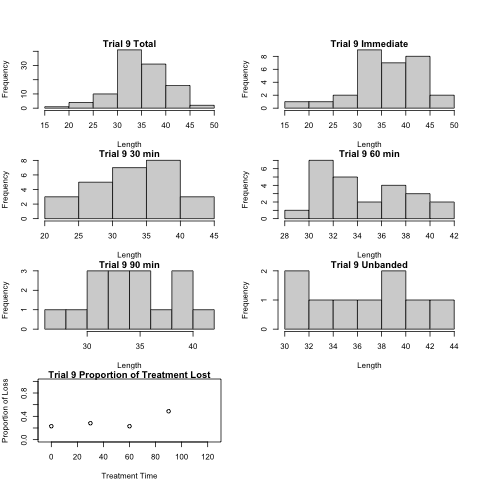 Trial 9 Total
Frequency
0 10 30
15 20 25 30 35 40 45 50
Length
Trial 9 Immediate
Frequency
0 2 4 6 8
15 20 25 30 35 40 45 50
Length
Trial 9 30 min
Frequency
0 2 4 6 8
20 25 30 35 40 45
Length
Trial 9 60 min
Frequency
0 2 4 6
28 30 32 34 36 38 40 42
Length
Trial 9 90 min
Frequency
0 1 2 3
30 35 40
Length
Trial 9 Unbanded
Frequency
0 1 2
30 32 34 36 38 40 42 44
Length
Trial 9 Proportion of Treatment Lost
Proportion of Loss
0.0 0.4 0.8
0 20 40 60 80 100 120
Treatment Time